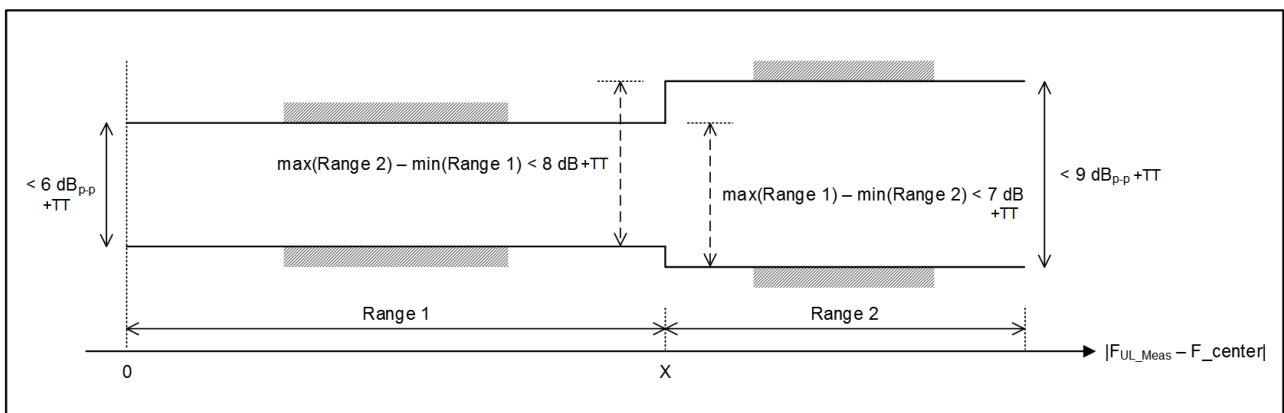 max(Range 2) – min(Range 1) < 8 dB +TT
< 6 dBp-p
+TT
max(Range 1) – min(Range 2) < 7 dB
+TT
< 9 dBp-p +TT
Range 1
Range 2
|FUL_Meas – F_center|
0
X